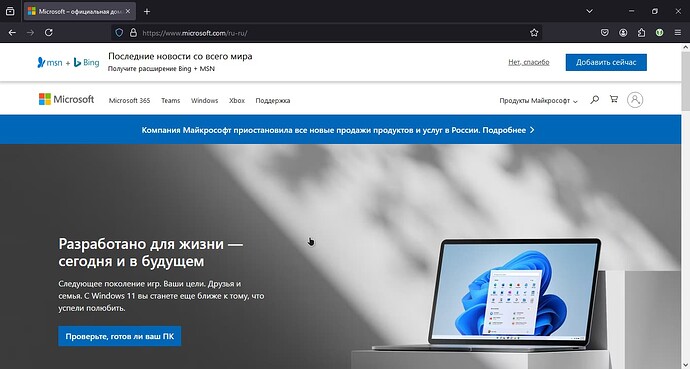 Microsoft – официальная дом
https://www.microsoft.com/ru-ru/
msn + Bing
Последние новости со всего мира
Получите расширение Bing + MSN
Нет, спасибо
Добавить сейчас
Microsoft
Microsoft 365
Teams
Windows
Xbox
Поддержка
Продукты Майкрософт
Компания Майкрософт приостановила все новые продажи продуктов и услуг в России. Подробнее
Разработано для жизни —
сегодня и в будущем
Следующее поколение игр. Ваши цели. Друзья и
семья. С Windows 11 вы станете еще ближе к тому, что
успели полюбить.
Проверьте, готов ли ваш ПК